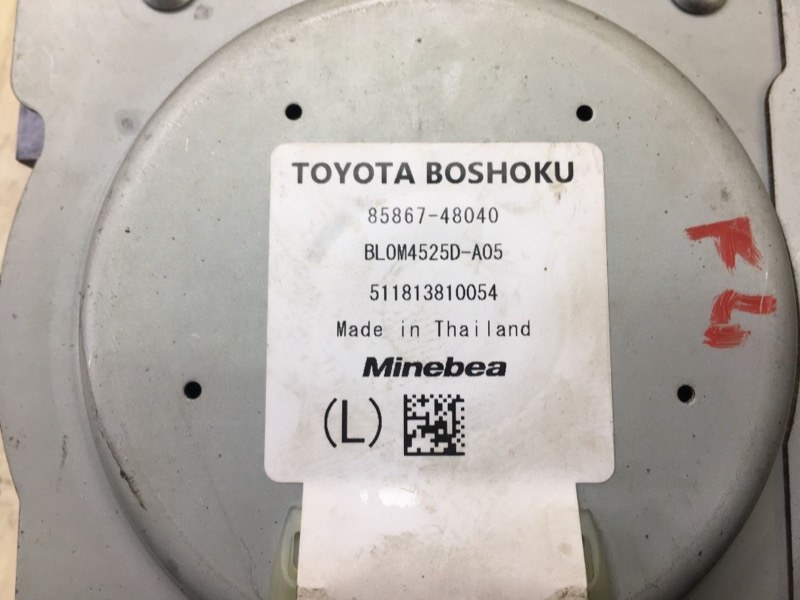 TOYOTA BOSHOKU
85867-48040
BLOM4525D-A05
511813810054
Made in Thailand
Minebea
(L)
FL